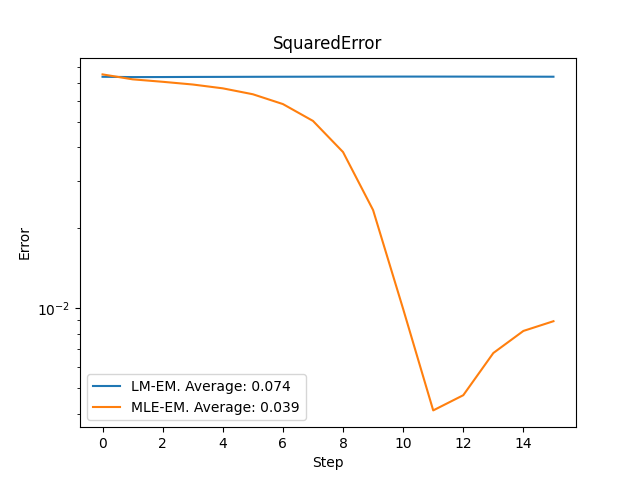 SquaredError
Error
10⁻²
LM-EM. Average: 0.074
MLE-EM. Average: 0.039
0 2 4 6 8 10 12 14
Step